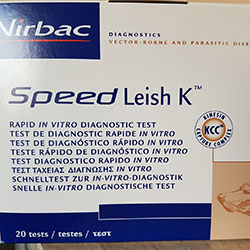 Virbac
DIAGNOSTICS
VECTOR-BORNE AND PARASITIC DISE
Speed Leish K™
RAPID IN VITRO DIAGNOSTIC TEST
TEST DE DIAGNOSTIC RAPIDE IN VITRO
TEST DE DIAGNÓSTICO RÁPIDO IN VITRO
TESTE RÁPIDO DE DIAGNÓSTICO IN VITRO
TEST DIAGNOSTICO RAPIDO IN VITRO
ΤΕΣΤ ΤΑΧΕΙΑΣ ΔΙΑΓΝΩΣΗΣ IN VITRO
SCHNELLTEST ZUR IN-VITRO-DIAGNOSTIK
SNELLE IN-VITRO DIAGNOSTISCHE TEST
KINESIN
KCC
COMPLEX
20 tests / testes / τεστ